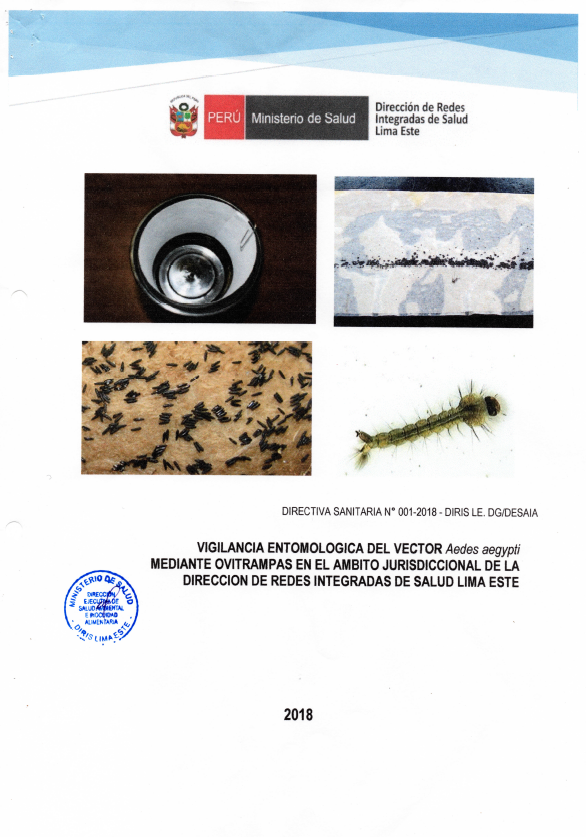 PERÚ
Ministerio de Salud
Dirección de Redes
Integradas de Salud
Lima Este
DIRECTIVA SANITARIA N° 001-2018 - DIRIS LE. DG/DESAIA
VIGILANCIA ENTOMOLOGICA DEL VECTOR Aedes aegypti
MEDIANTE OVITRAMPAS EN EL AMBITO JURISDICCIONAL DE LA
DIRECCION DE REDES INTEGRADAS DE SALUD LIMA ESTE
MINISTERIO DE SALUD
DIRECCIÓN
EJECUTIVA DE
SALUD AMBIENTAL
E INOCUIDAD
ALIMENTARIA
DIRIS LIMA ESTE
2018